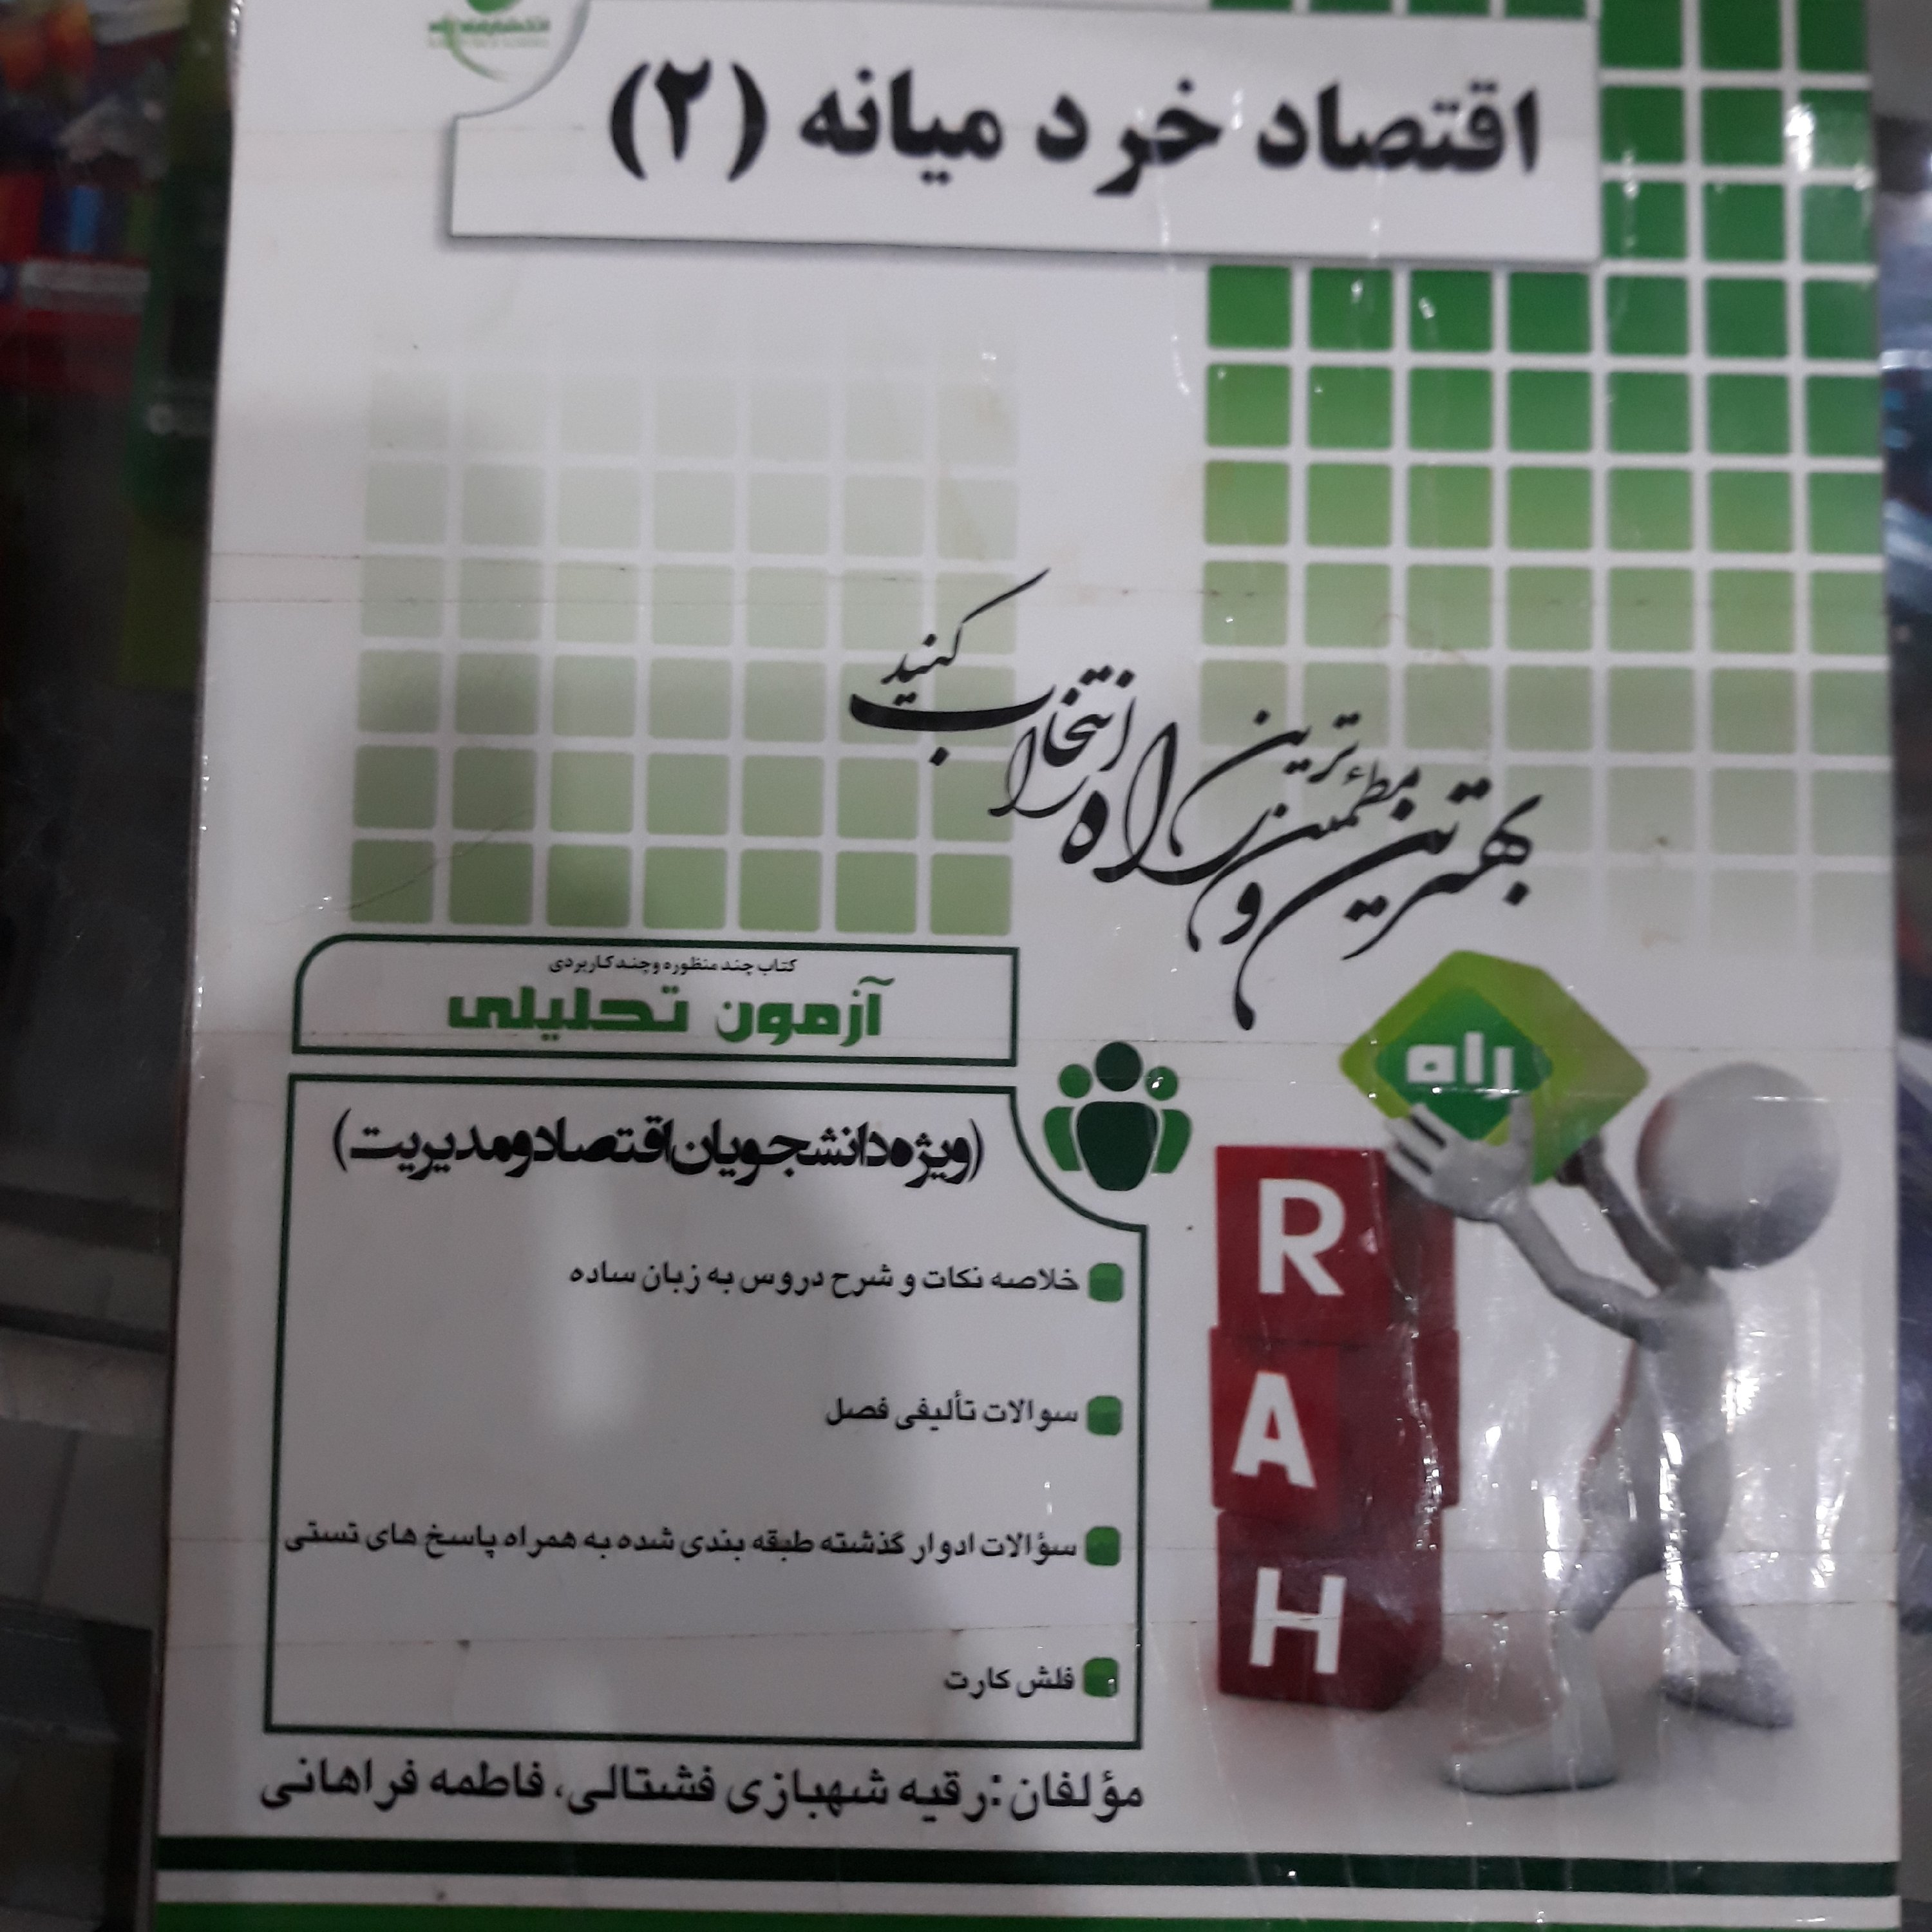 اقتصاد خرد میانه (۲)
بهترین و مطمئن ترین راه را انتخاب کنید
کتاب چند منظوره و چند کاربردی
آزمون تحلیلی
(ویژه دانشجویان اقتصاد و مدیریت)
خلاصه نکات و شرح دروس به زبان ساده
سوالات تألیفی فصل
سؤالات ادوار گذشته طبقه بندی شده به همراه پاسخ های تستی
فلش کارت
راه
R
A
H
مؤلفان: رقیه شهبازی فشتالی، فاطمه فراهانی